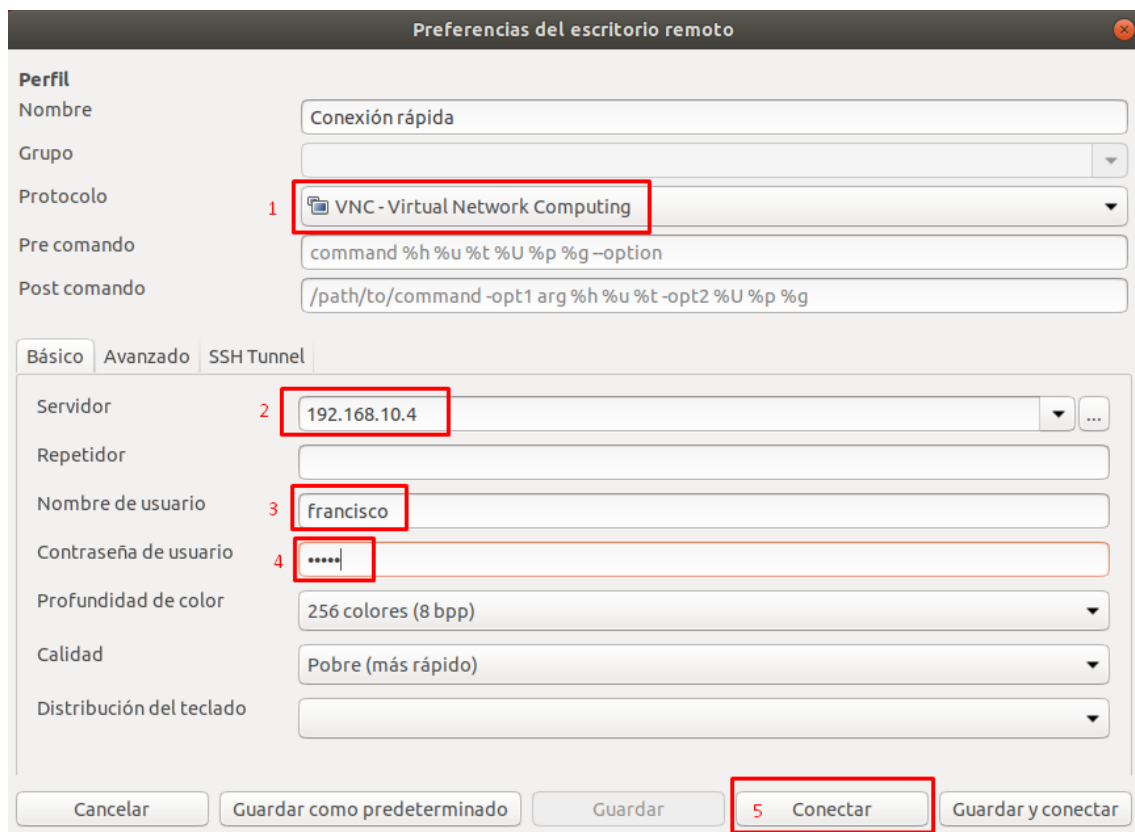 Preferencias del escritorio remoto
Perfil
Nombre
Conexión rápida
Grupo
Protocolo
1
VNC - Virtual Network Computing
Pre comando
command %h %u %t %U %p %g --option
Post comando
/path/to/command -opt1 arg %h %u %t -opt2 %U %p %g
Básico Avanzado SSH Tunnel
Servidor
2
192.168.10.4
...
Repetidor
Nombre de usuario
3
francisco
Contraseña de usuario
4
•••••
Profundidad de color
256 colores (8 bpp)
Calidad
Pobre (más rápido)
Distribución del teclado
Cancelar Guardar como predeterminado Guardar 5 Conectar Guardar y conectar